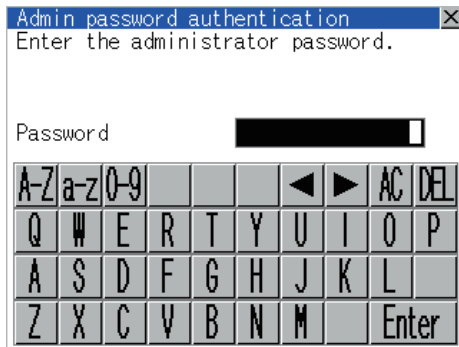 Admin password authentication ×
Enter the administrator password.
Password
A-Z a-z 0-9 ◀ ▶ AC DEL
Q W E R T Y U I O P
A S D F G H J K L
Z X C V B N M Enter